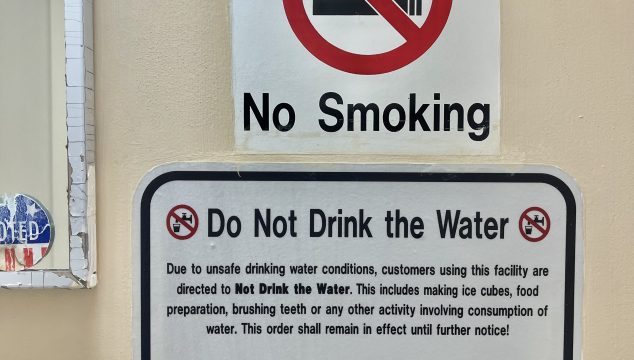 No Smoking
Do Not Drink the Water
Due to unsafe drinking water conditions, customers using this facility are
directed to Not Drink the Water. This includes making ice cubes, food
preparation, brushing teeth or any other activity involving consumption of
water. This order shall remain in effect until further notice!
OTED